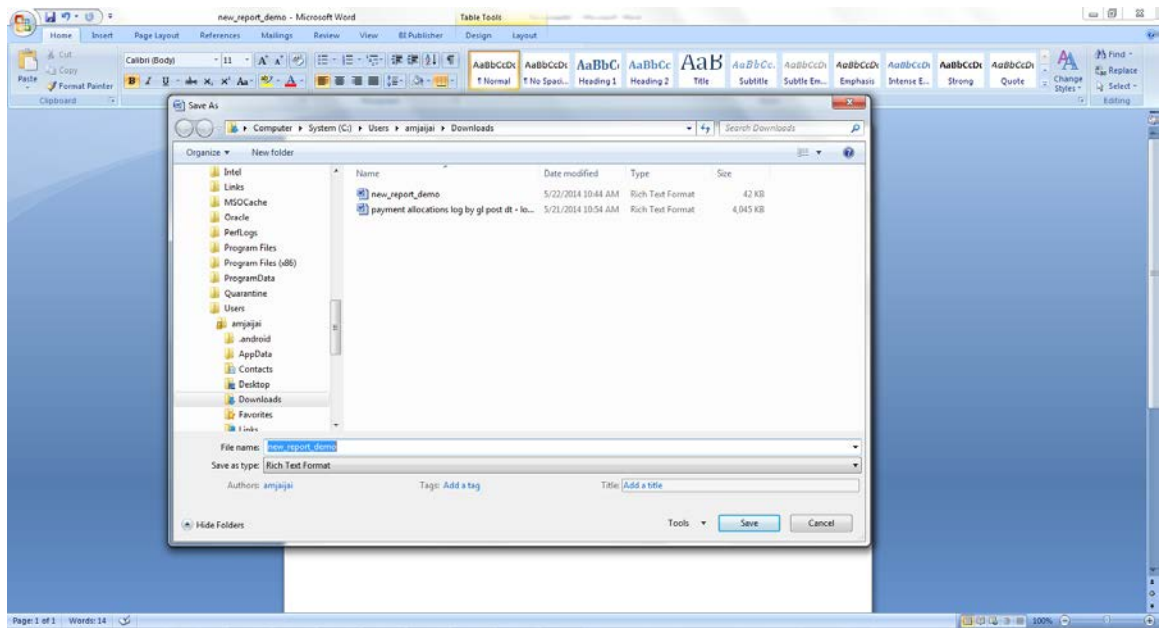 new_report_demo - Microsoft Word
Table Tools
Home Insert Page Layout References Mailings Review View BI Publisher Design Layout
Cut
Copy
Format Painter
Paste
Clipboard
Calibri (Body) 11
AaBbCcDc AaBbCcDc AaBbC AaBbCc AaB AaBbCc. AaBbCcDi AaBbCcDi AaBbCcDi AaBbCcDc AaBbCcDi
¶ Normal ¶ No Spaci... Heading 1 Heading 2 Title Subtitle Subtle Em... Emphasis Intense E... Strong Quote
Change Styles
Find
Replace
Select
Editing
Save As
Computer System (C:) Users amjaijai Downloads
Search Downloads
Organize New folder
Name Date modified Type Size
new_report_demo 5/22/2014 10:44 AM Rich Text Format 42 KB
payment allocations log by gl post dt - lo... 5/21/2014 10:54 AM Rich Text Format 4,045 KB
Intel
Links
MSOCache
Oracle
PerfLogs
Program Files
Program Files (x86)
ProgramData
Quarantine
Users
amjaijai
.android
AppData
Contacts
Desktop
Downloads
Favorites
Links
File name: new_report_demo
Save as type: Rich Text Format
Authors: amjaijai Tags: Add a tag Title: Add a title
Hide Folders Tools Save Cancel
Page: 1 of 1 Words: 14 100%